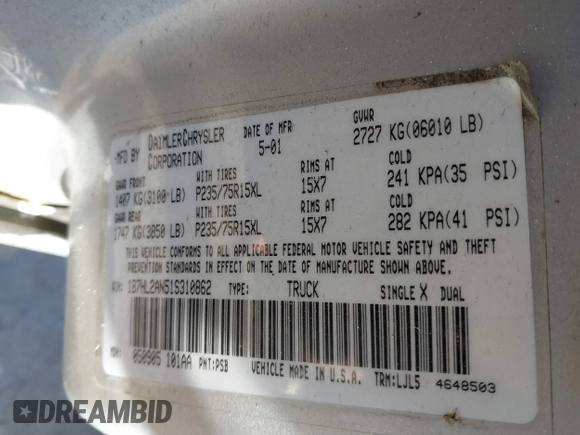 MFD BY DAIMLERCHRYSLER CORPORATION DATE OF MFR 5-01 GVWR 2727 KG(06010 LB)
GWAR FRONT WITH TIRES RIMS AT COLD
1407 KG(3100 LB) P235/75R15XL 15X7 241 KPA(35 PSI)
GWAR REAR WITH TIRES RIMS AT COLD
1747 KG(3850 LB) P235/75R15XL 15X7 282 KPA(41 PSI)
THIS VEHICLE CONFORMS TO ALL APPLICABLE FEDERAL MOTOR VEHICLE SAFETY AND THEFT
PREVENTION STANDARDS IN EFFECT ON THE DATE OF MANUFACTURE SHOWN ABOVE.
VIN: 1B7HL2AN51S310862 TYPE: TRUCK SINGLE X DUAL
MDH: 050905 101AA PNT:PSB VEHICLE MADE IN U.S.A. TRM:LJL5 4648503
DREAMBID